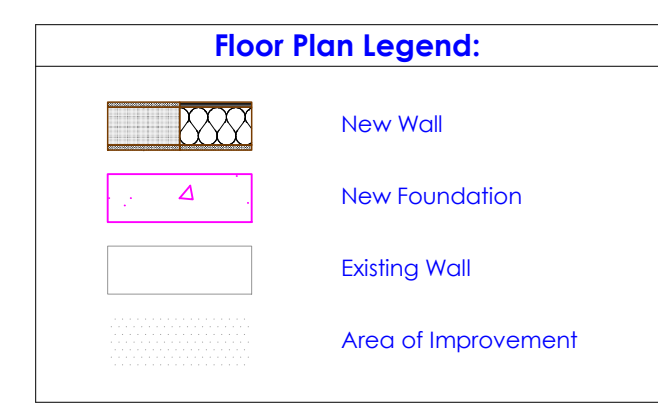 Floor Plan Legend:
New Wall
New Foundation
Existing Wall
Area of Improvement